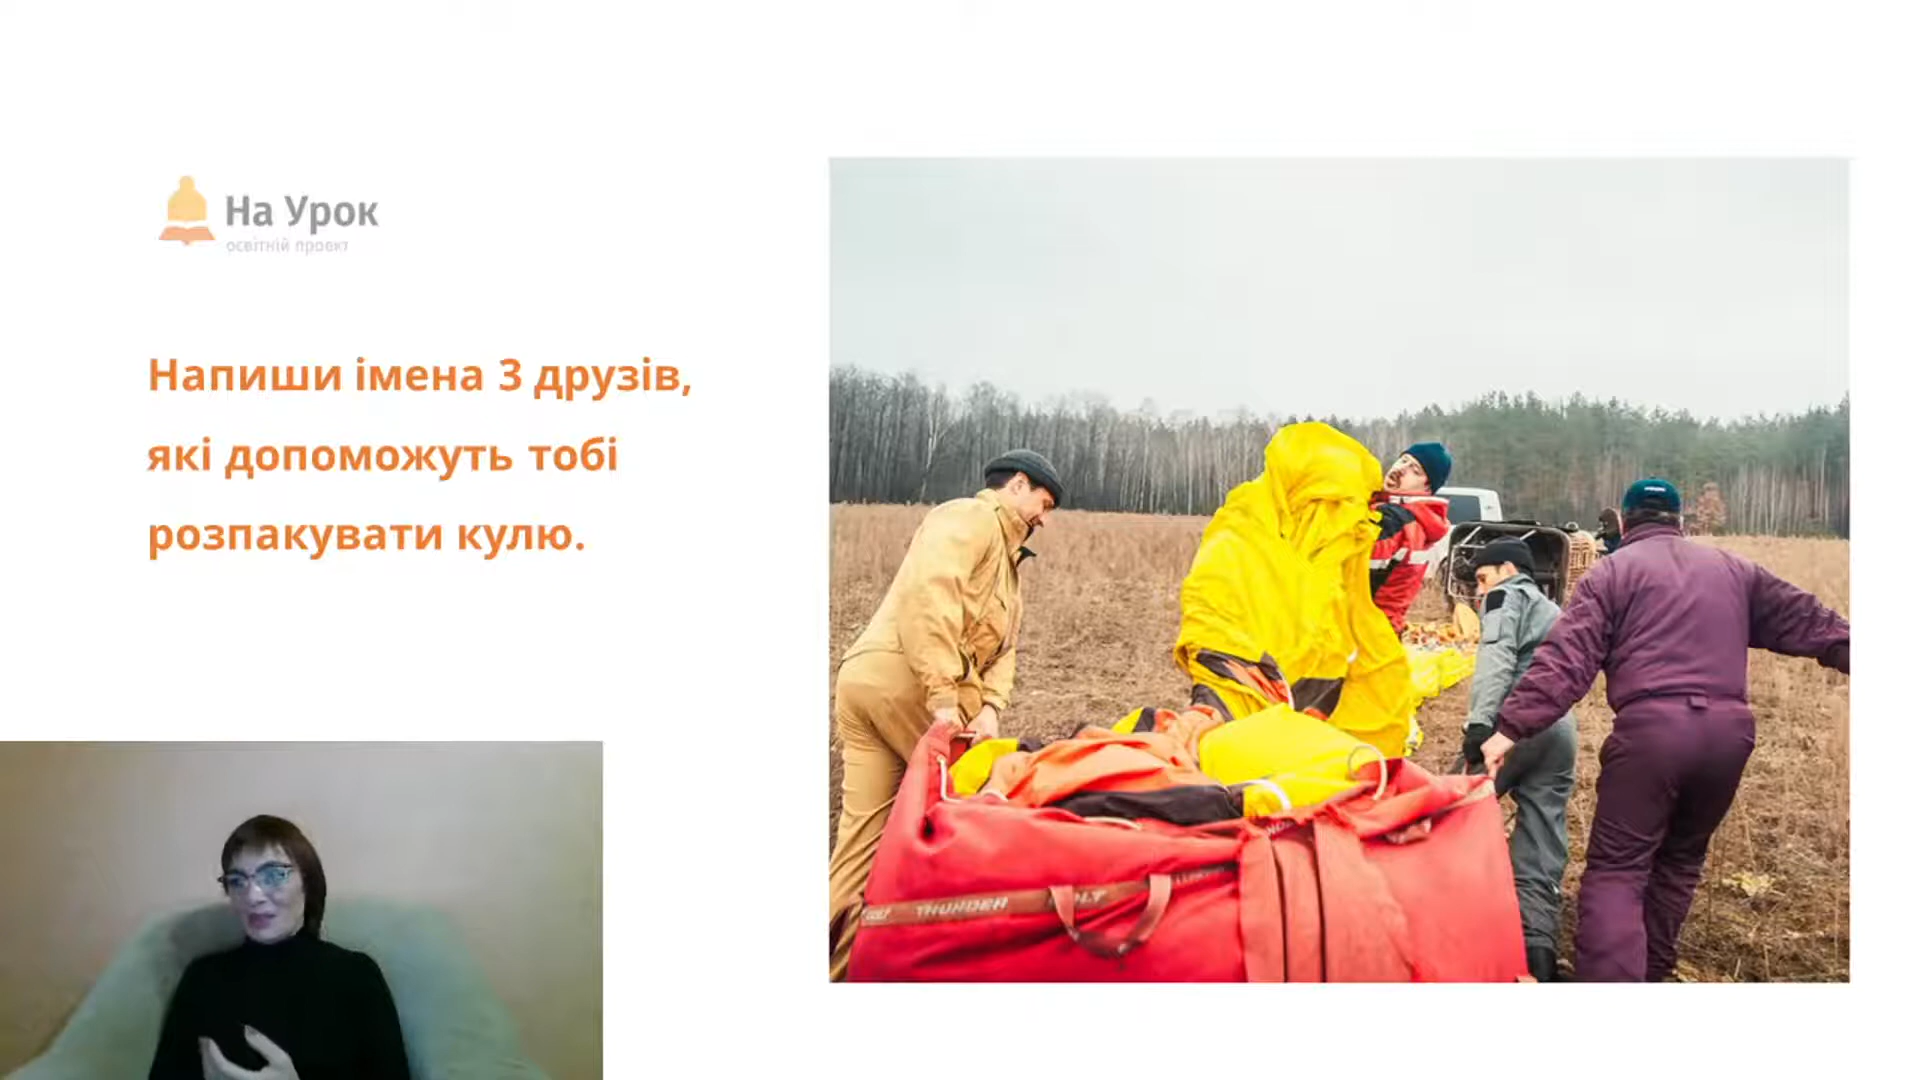 На Урок
освітній проект
Напиши імена 3 друзів,
які допоможуть тобі
розпакувати кулю.
THUNDER